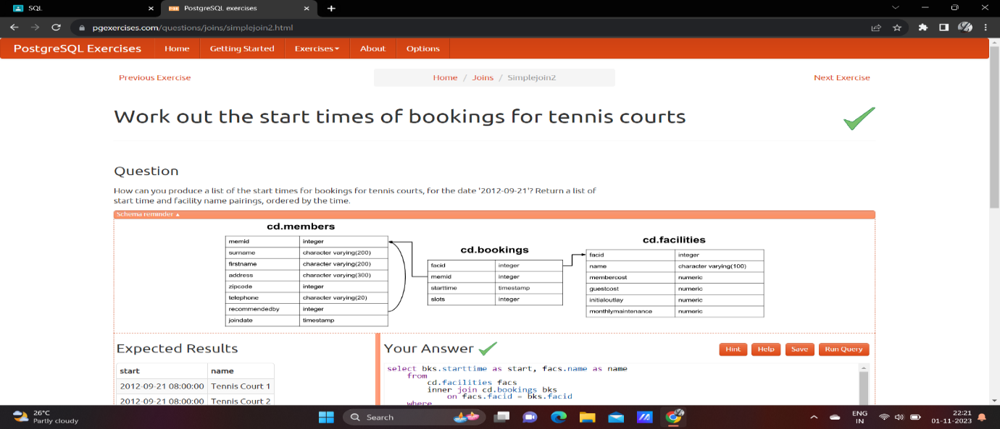 SQL
PostgreSQL exercises
pgexercises.com/questions/joins/simplejoin2.html
PostgreSQL Exercises Home Getting Started Exercises About Options
Previous Exercise Home / Joins / Simplejoin2 Next Exercise
Work out the start times of bookings for tennis courts
Question
How can you produce a list of the start times for bookings for tennis courts, for the date '2012-09-21'? Return a list of
start time and facility name pairings, ordered by the time.
Schema reminder
cd.members
memid integer
surname character varying(200)
firstname character varying(200)
address character varying(300)
zipcode integer
telephone character varying(20)
recommendedby integer
joindate timestamp
cd.bookings
facid integer
memid integer
starttime timestamp
slots integer
cd.facilities
facid integer
name character varying(100)
membercost numeric
guestcost numeric
initialoutlay numeric
monthlymaintenance numeric
Expected Results
start name
2012-09-21 08:00:00 Tennis Court 1
2012-09-21 08:00:00 Tennis Court 2
Your Answer
Hint Help Save Run Query
select bks.starttime as start, facs.name as name
from
cd.facilities facs
inner join cd.bookings bks
on facs.facid = bks.facid
where
26°C
Partly cloudy
Search
ENG
IN
22:21
01-11-2023